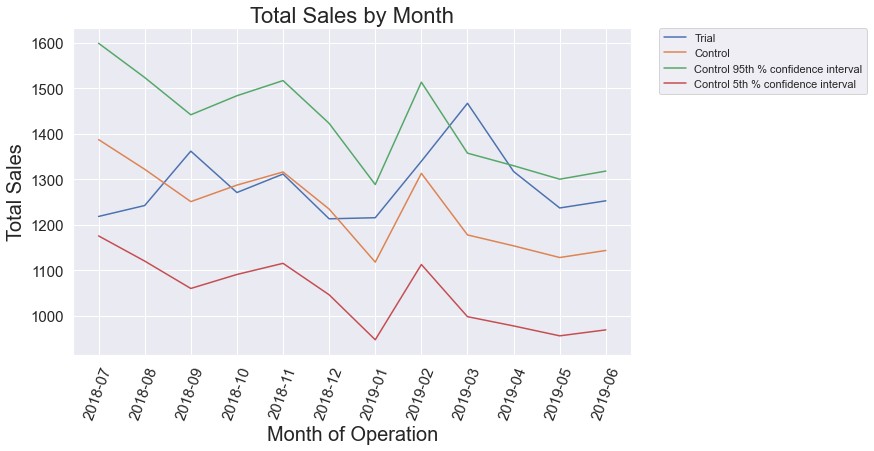 Total Sales by Month
Trial
Control
Control 95th % confidence interval
Control 5th % confidence interval
Total Sales
1600
1500
1400
1300
1200
1100
1000
2018-07
2018-08
2018-09
2018-10
2018-11
2018-12
2019-01
2019-02
2019-03
2019-04
2019-05
2019-06
Month of Operation